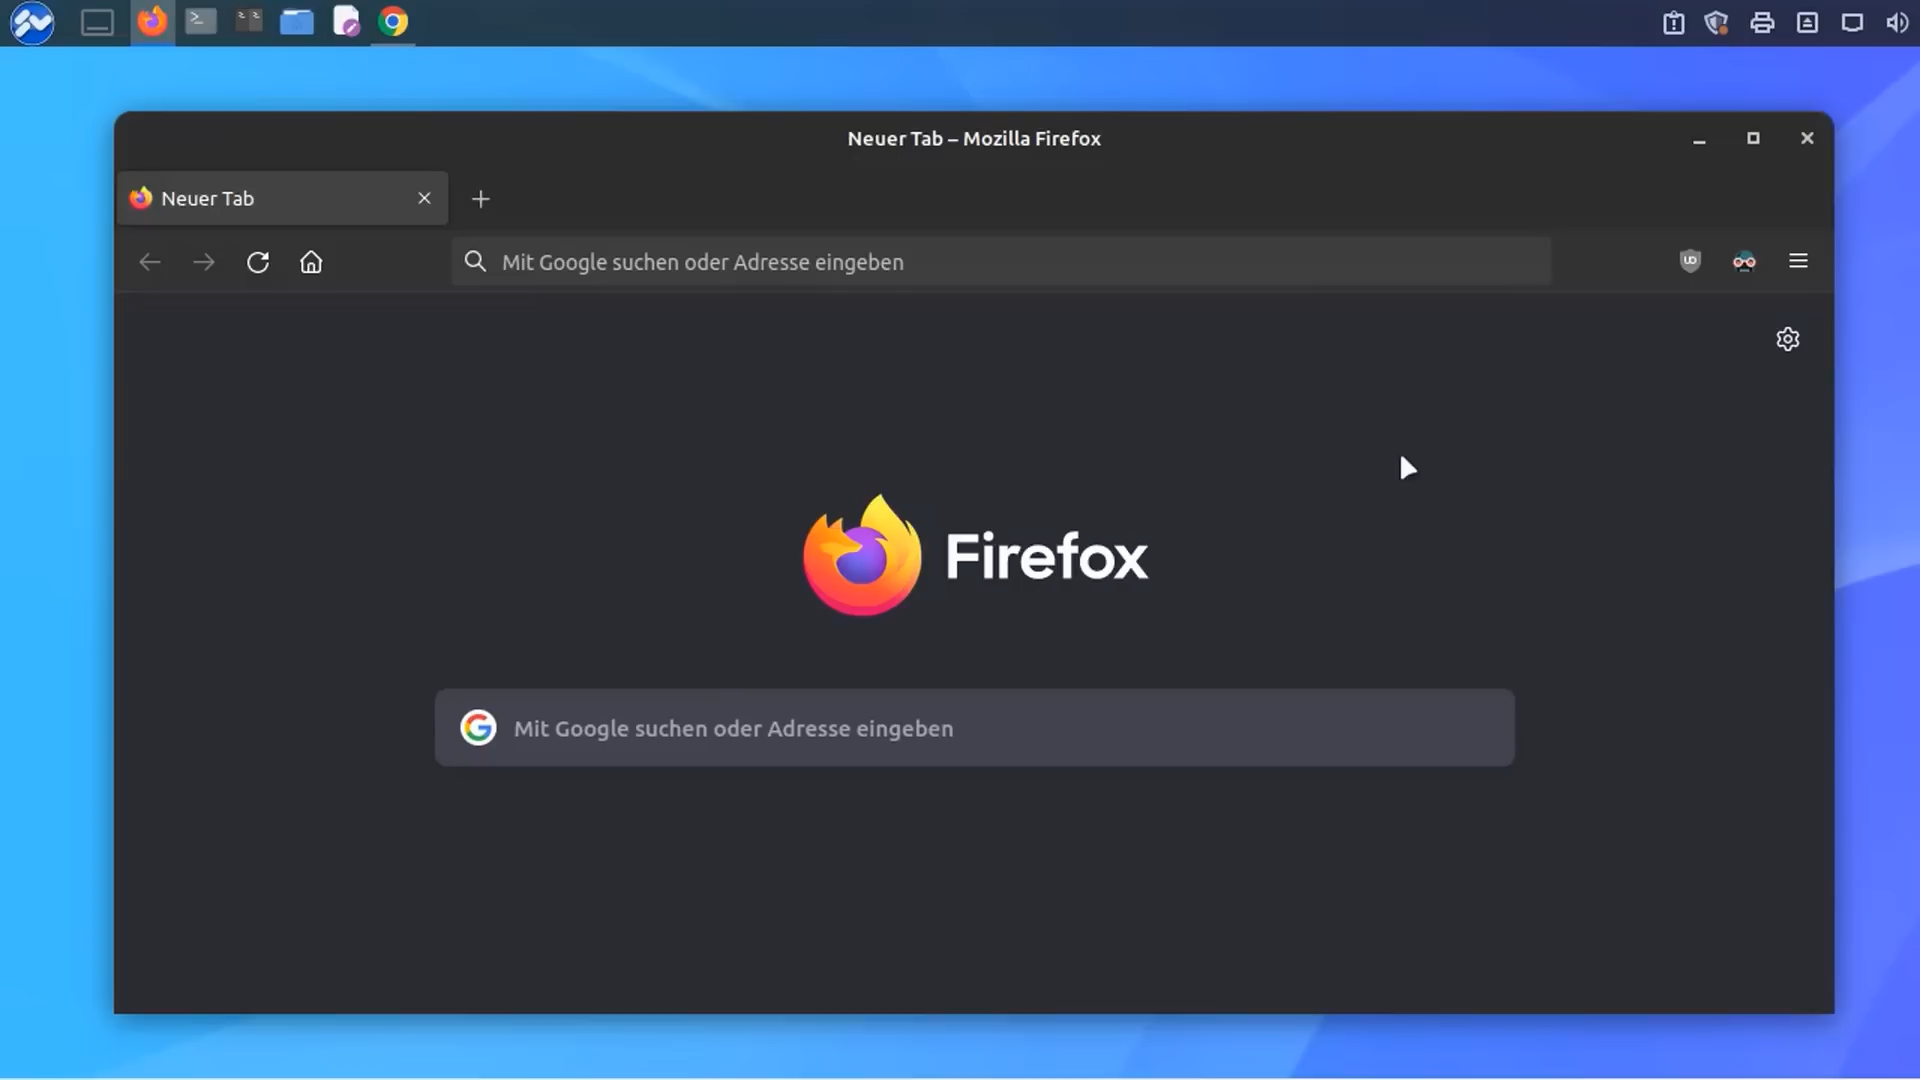 Neuer Tab – Mozilla Firefox
Neuer Tab
Mit Google suchen oder Adresse eingeben
Firefox
Mit Google suchen oder Adresse eingeben